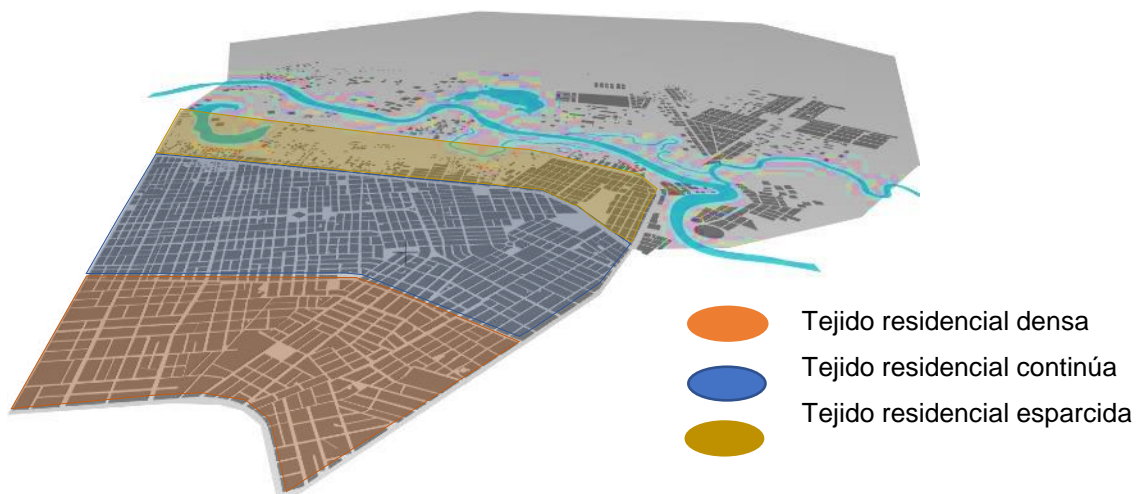 Tejido residencial densa
Tejido residencial continúa
Tejido residencial esparcida